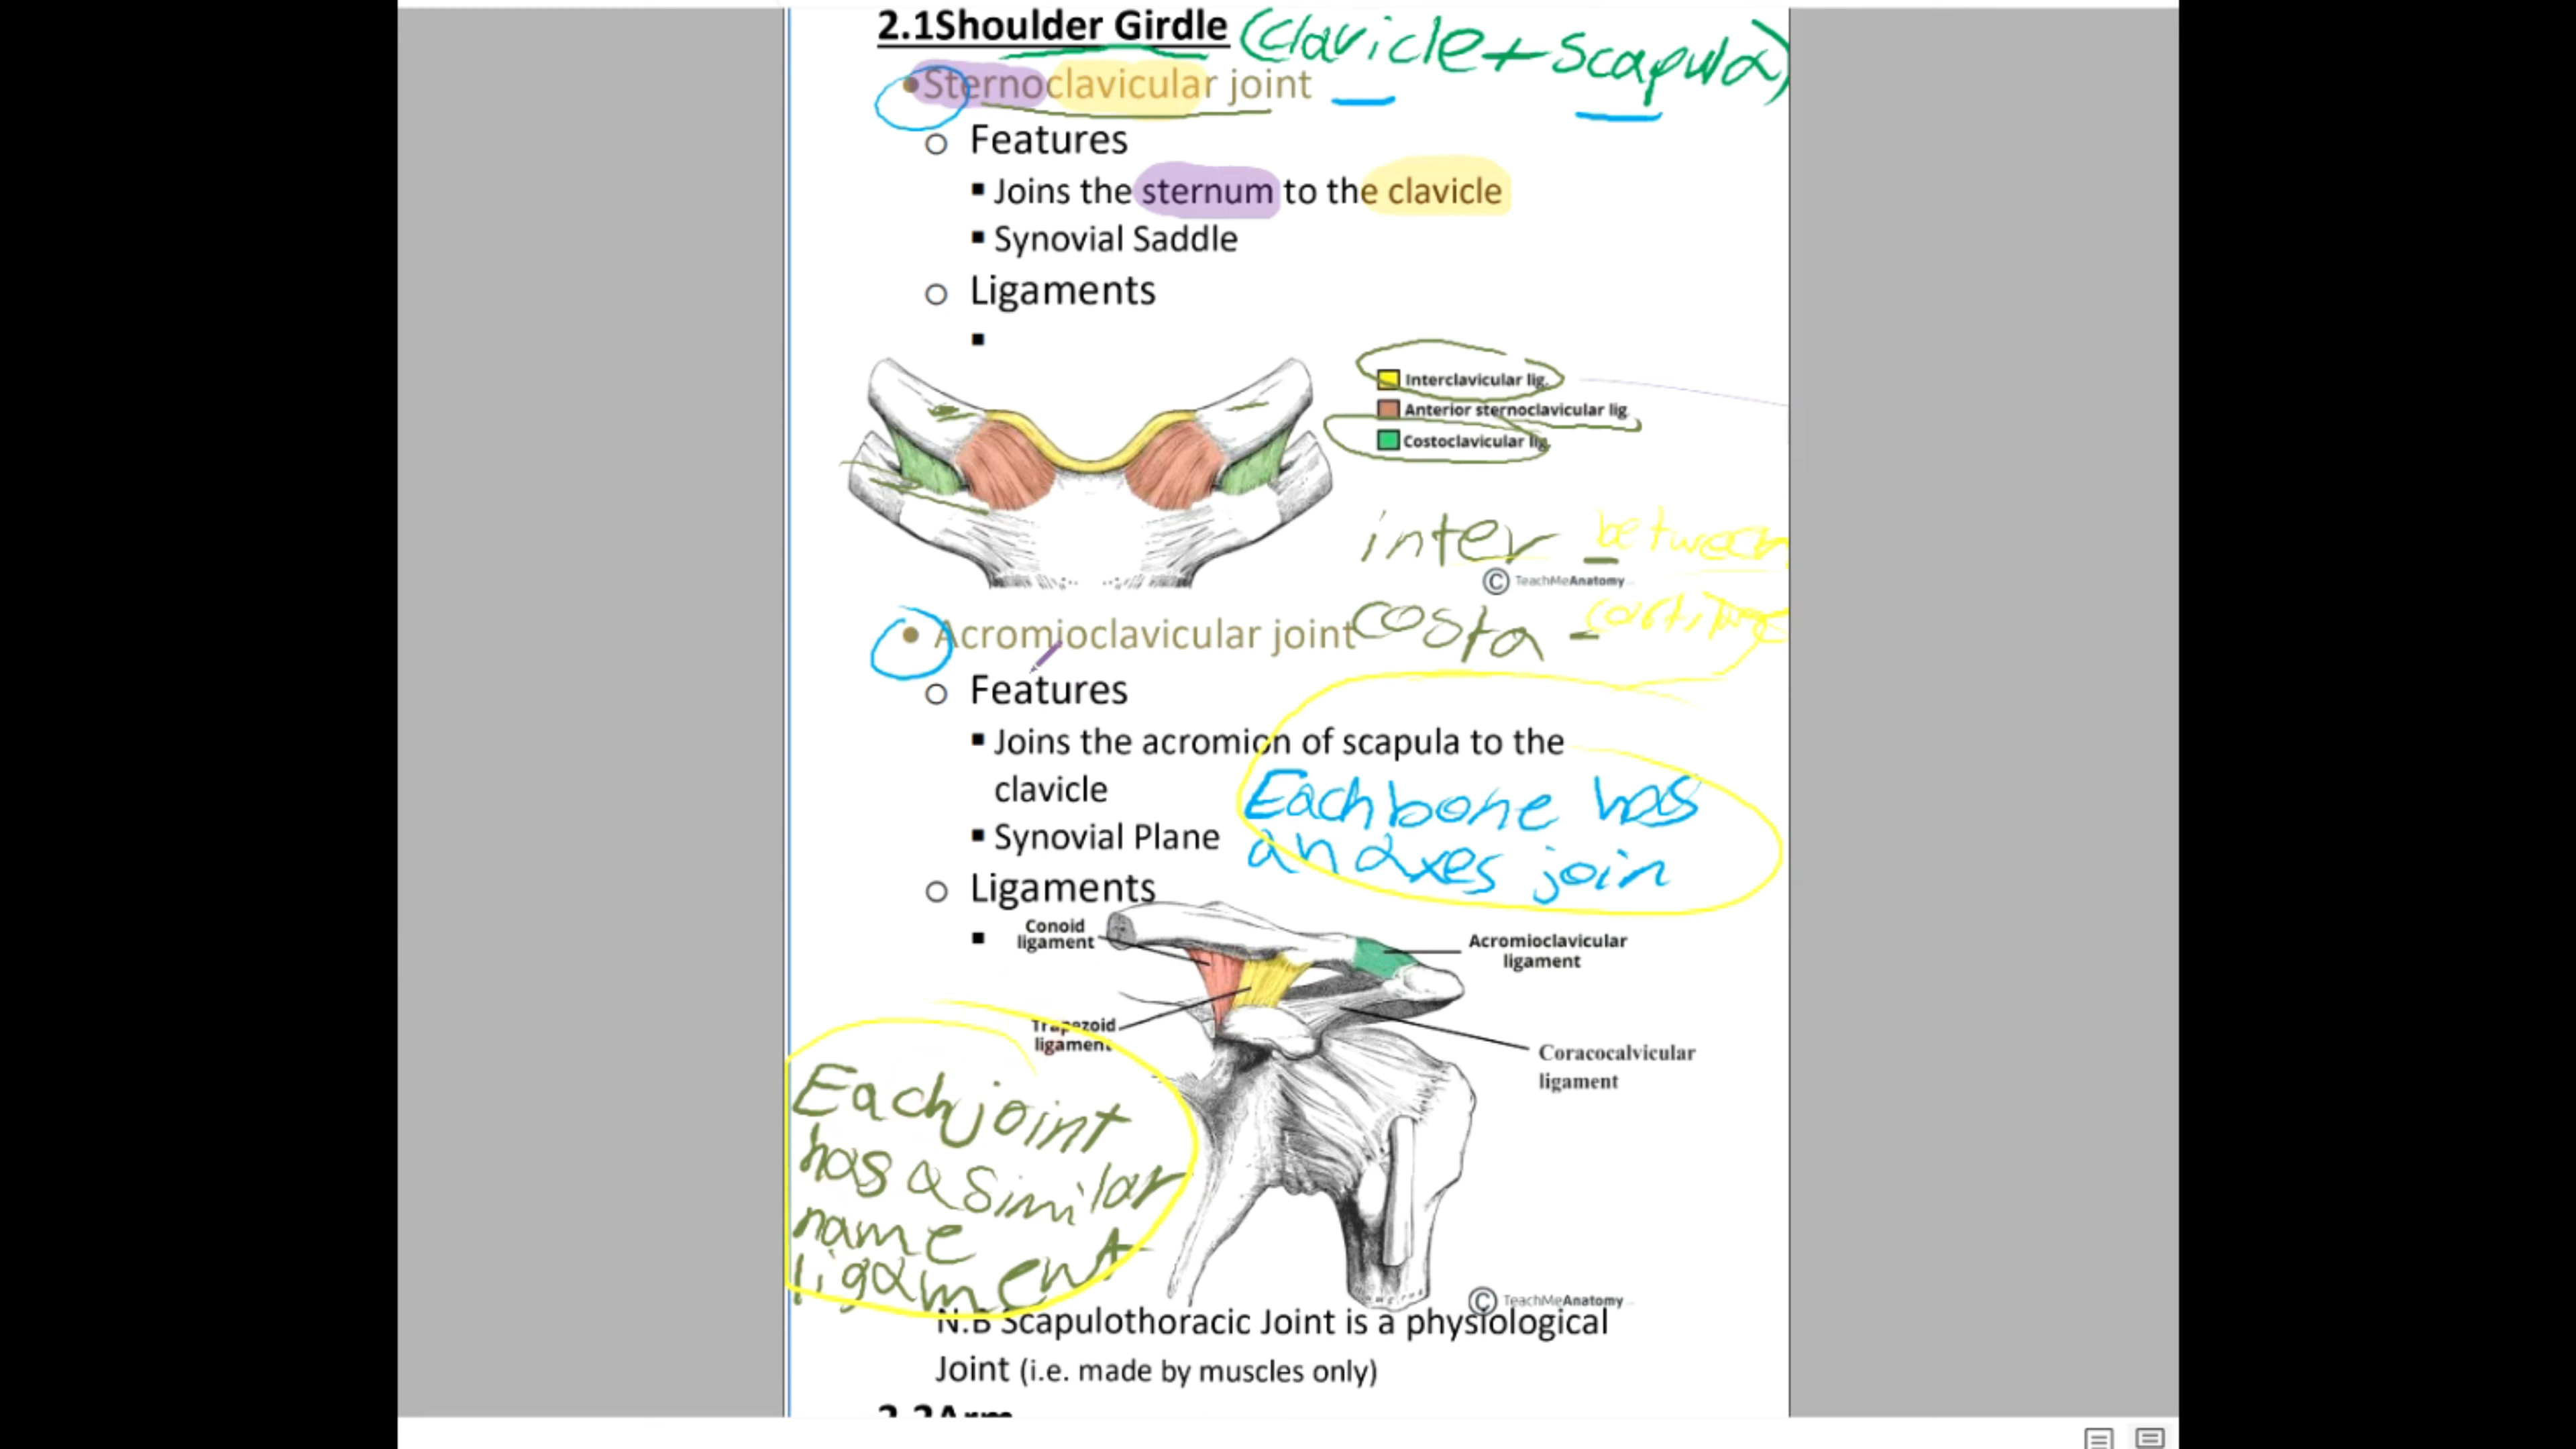 2.1Shoulder Girdle (clavicle+scapula)
•Sternoclavicular joint
o Features
▪ Joins the sternum to the clavicle
▪ Synovial Saddle
o Ligaments
▪
Interclavicular lig.
Anterior sternoclavicular lig
Costoclavicular lig.
inter - between
© TeachMeAnatomy
• Acromioclavicular joint
costa -
o Features
▪ Joins the acromion of scapula to the
clavicle
▪ Synovial Plane
Each bone has
an axes join
o Ligaments
▪
Conoid
ligament
Acromioclavicular
ligament
Trapezoid
ligament
Coracocalvicular
ligament
Each joint
has a similar
name
ligament
© TeachMeAnatomy
N.B Scapulothoracic Joint is a physiological
Joint (i.e. made by muscles only)
2.2Arm